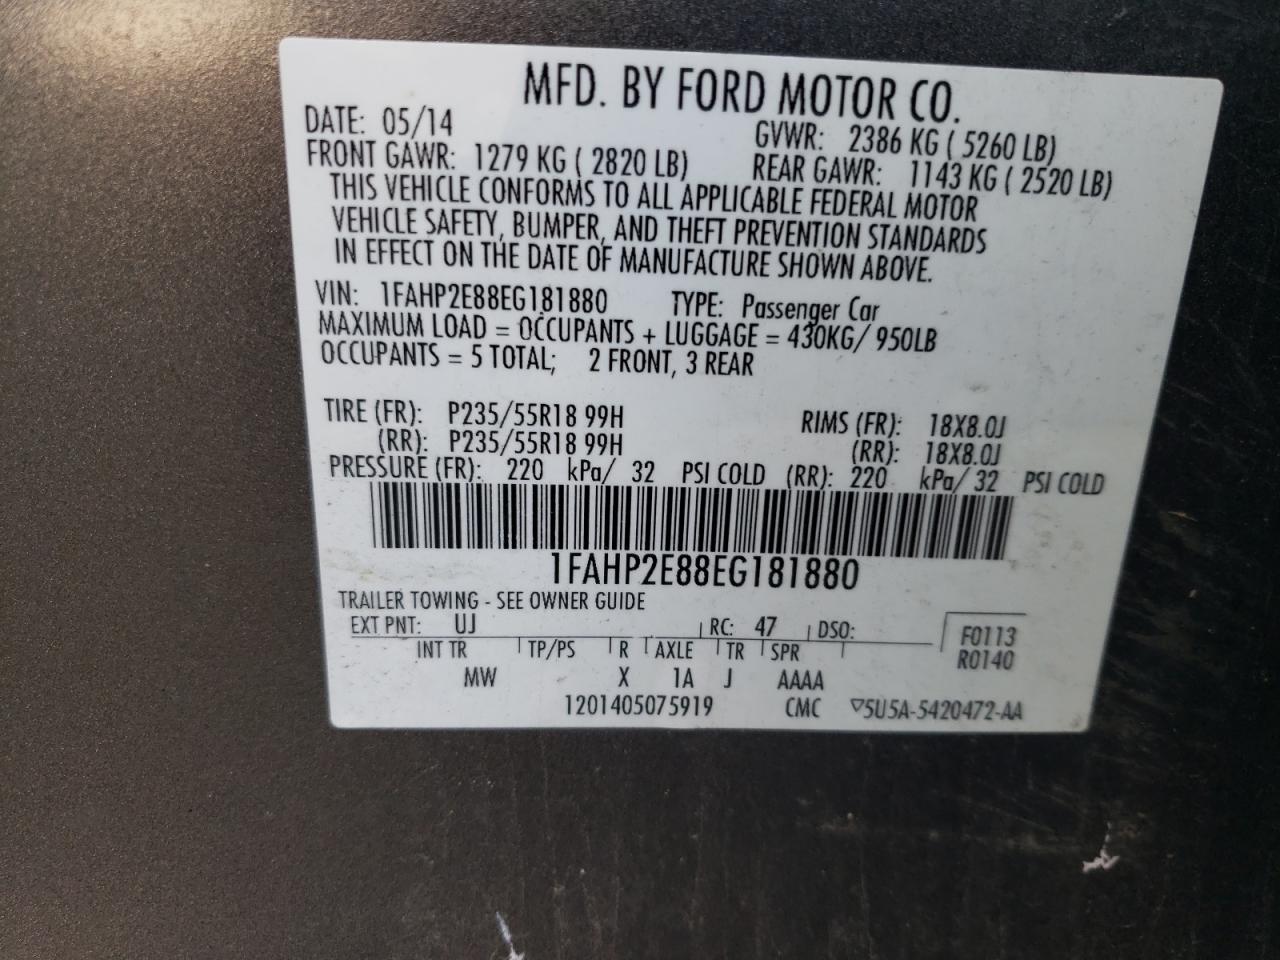 MFD. BY FORD MOTOR CO.
DATE: 05/14 GVWR: 2386 KG ( 5260 LB)
FRONT GAWR: 1279 KG ( 2820 LB) REAR GAWR: 1143 KG ( 2520 LB)
THIS VEHICLE CONFORMS TO ALL APPLICABLE FEDERAL MOTOR
VEHICLE SAFETY, BUMPER, AND THEFT PREVENTION STANDARDS
IN EFFECT ON THE DATE OF MANUFACTURE SHOWN ABOVE.
VIN: 1FAHP2E88EG181880 TYPE: Passenger Car
MAXIMUM LOAD = OCCUPANTS + LUGGAGE = 430KG/ 950LB
OCCUPANTS = 5 TOTAL; 2 FRONT, 3 REAR
TIRE (FR): P235/55R18 99H RIMS (FR): 18X8.0J
(RR): P235/55R18 99H (RR): 18X8.0J
PRESSURE (FR): 220 kPa/ 32 PSI COLD (RR): 220 kPa/ 32 PSI COLD
1FAHP2E88EG181880
TRAILER TOWING - SEE OWNER GUIDE
EXT PNT: UJ RC: 47 DSO: F0113
INT TR TP/PS R AXLE TR SPR R0140
MW X 1A J AAAA
1201405075919 CMC ▽5U5A-5420472-AA